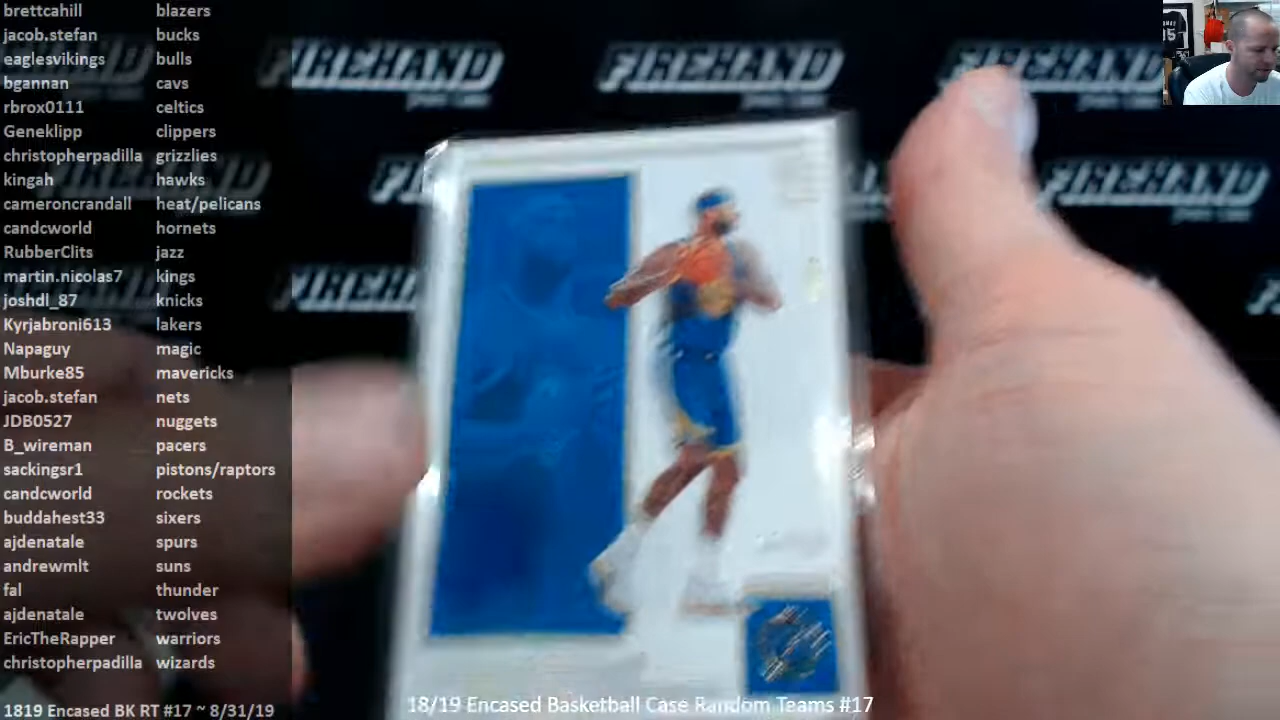 brettcahill blazers
jacob.stefan bucks
eaglesvikings bulls
bgannan cavs
rbrox0111 celtics
Geneklipp clippers
christopherpadilla grizzlies
kingah hawks
cameroncrandall heat/pelicans
candcworld hornets
RubberClits jazz
martin.nicolas7 kings
joshdl_87 knicks
Kyrjabroni613 lakers
Napaguy magic
Mburke85 mavericks
jacob.stefan nets
JDB0527 nuggets
B_wireman pacers
sackingsr1 pistons/raptors
candcworld rockets
buddahest33 sixers
ajdenatale spurs
andrewmlt suns
fal thunder
ajdenatale twolves
EricTheRapper warriors
christopherpadilla wizards
1819 Encased BK RT #17 ~ 8/31/19
FIREHAND
FIREHAND
FIREHAND
FIREHAND
18/19 Encased Basketball Case Random Teams #17